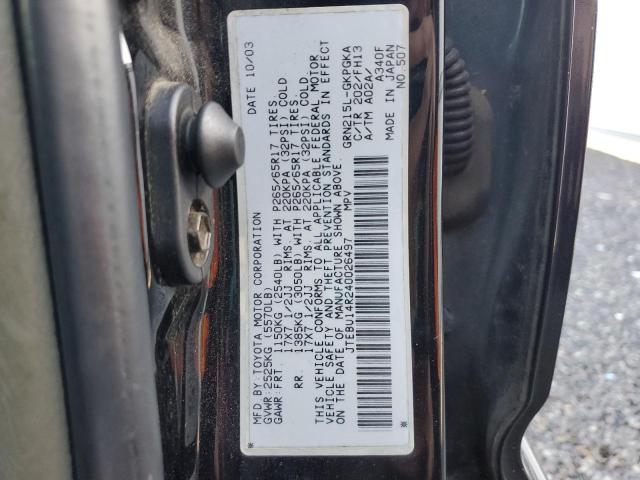 MFD BY: TOYOTA MOTOR CORPORATION DATE 10/03
GVWR: 2525KG (5570LB)
GAWR: FRT. 1150KG (2540LB) WITH P265/65R17 TIRES,
17X7 1/2JJ RIMS, AT 220KPA (32PSI) COLD
RR. 1385KG (3050LB) WITH P265/65R17 TIRES,
17X7 1/2JJ RIMS, AT 220KPA (32PSI) COLD
THIS VEHICLE CONFORMS TO ALL APPLICABLE FEDERAL MOTOR
VEHICLE SAFETY AND THEFT PREVENTION STANDARDS IN EFFECT
ON THE DATE OF MANUFACTURE SHOWN ABOVE.
JTEBU14R240026497 MPV
GRN215L-GKPGKA
C/TR 202/FH13
A/TM A02A/ A340F
MADE IN JAPAN NO.507